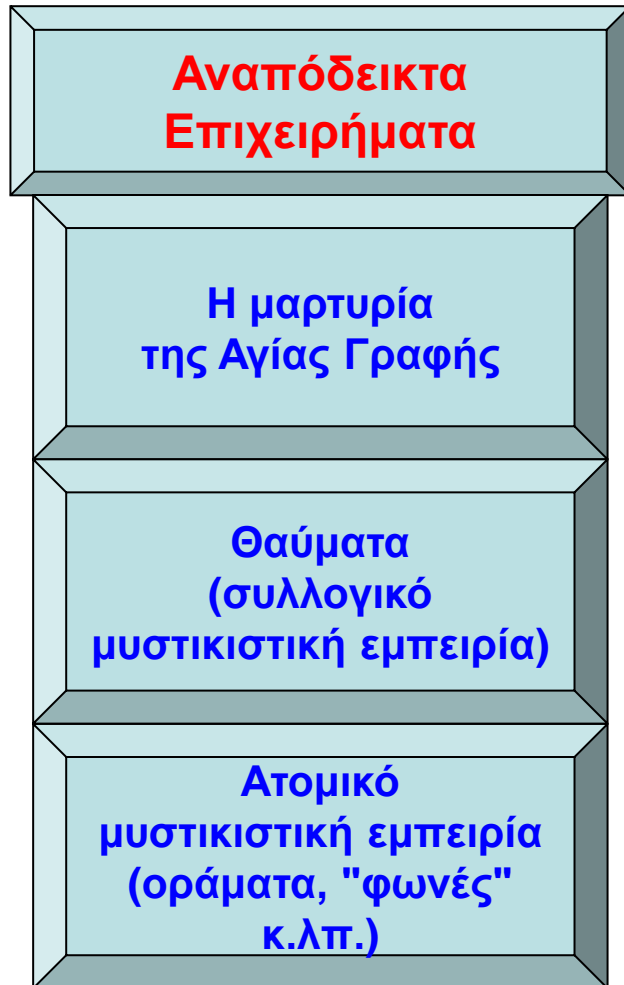 Αναπόδεικτα
Επιχειρήματα
Η μαρτυρία
της Αγίας Γραφής
Θαύματα
(συλλογικό
μυστικιστική εμπειρία)
Ατομικό
μυστικιστική εμπειρία
(οράματα, "φωνές"
κ.λπ.)